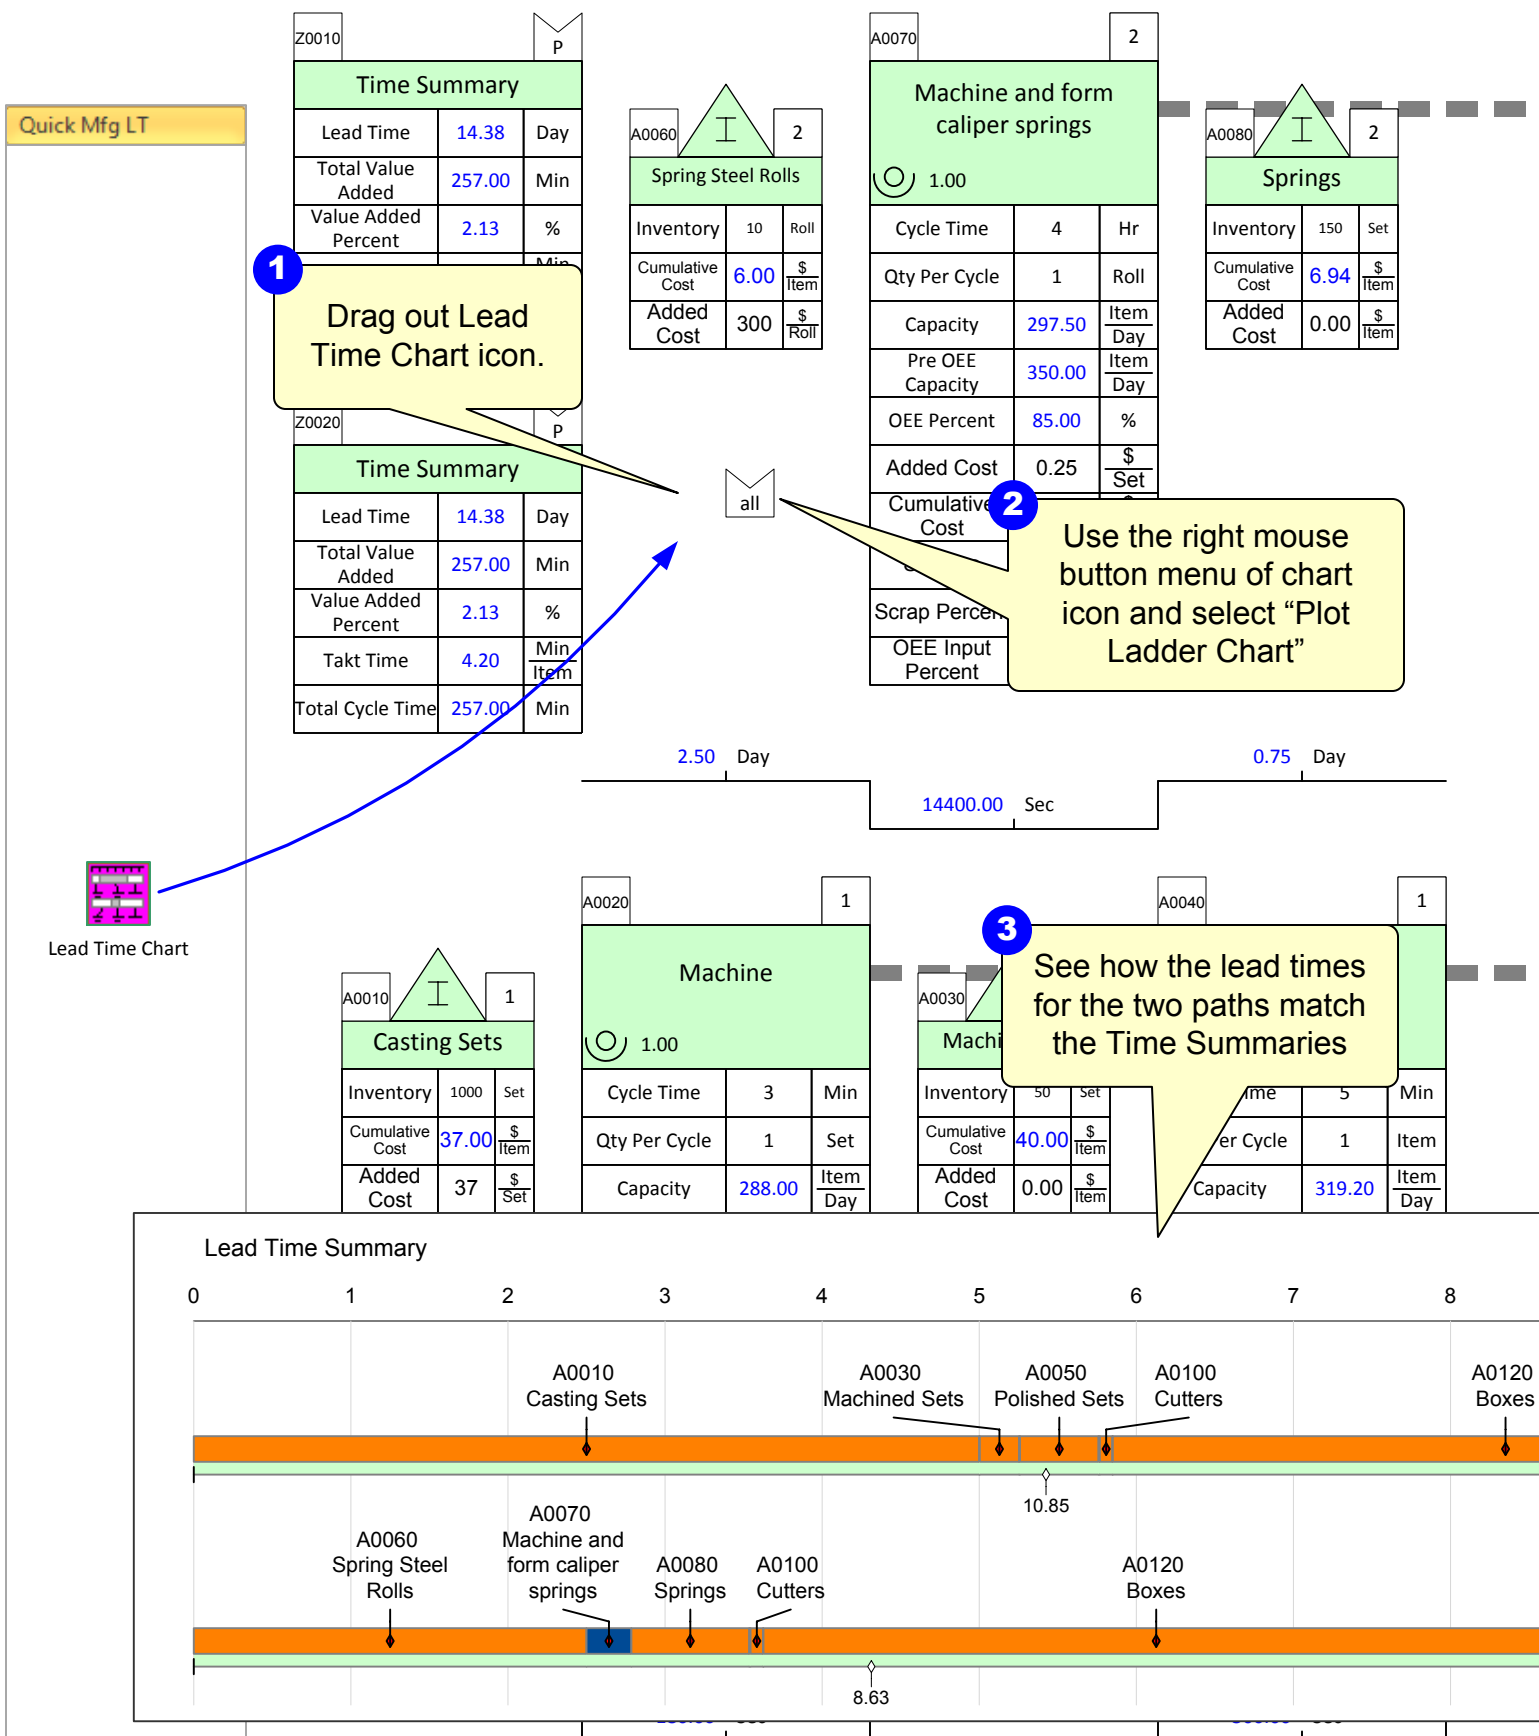 Quick Mfg LT
Z0010
P
Time Summary
Lead Time 14.38 Day
Total Value
Added
257.00 Min
Value Added
Percent
2.13 %
Min
1
Drag out Lead
Time Chart icon.
Z0020
P
Time Summary
Lead Time 14.38 Day
Total Value
Added
257.00 Min
Value Added
Percent
2.13 %
Takt Time 4.20 Min
Item
Total Cycle Time 257.00 Min
A0060
I
2
Spring Steel Rolls
Inventory 10 Roll
Cumulative
Cost
6.00 $
Item
Added
Cost
300 $
Roll
all
A0070
2
Machine and form
caliper springs
1.00
Cycle Time 4 Hr
Qty Per Cycle 1 Roll
Capacity 297.50 Item
Day
Pre OEE
Capacity
350.00 Item
Day
OEE Percent 85.00 %
Added Cost 0.25 $
Set
Cumulative
Cost
Scrap Percen
OEE Input
Percent
2
Use the right mouse
button menu of chart
icon and select “Plot
Ladder Chart”
A0080
I
2
Springs
Inventory 150 Set
Cumulative
Cost
6.94 $
Item
Added
Cost
0.00 $
Item
2.50 Day
14400.00 Sec
0.75 Day
Lead Time Chart
A0010
I
1
Casting Sets
Inventory 1000 Set
Cumulative
Cost
37.00 $
Item
Added
Cost
37 $
Set
A0020
1
Machine
1.00
Cycle Time 3 Min
Qty Per Cycle 1 Set
Capacity 288.00 Item
Day
A0030
Machi
Inventory 50 Set
Cumulative
Cost
40.00 $
Item
Added
Cost
0.00 $
Item
A0040
1
3
See how the lead times
for the two paths match
the Time Summaries
ime 5 Min
er Cycle 1 Item
Capacity 319.20 Item
Day
Lead Time Summary
0 1 2 3 4 5 6 7 8
A0010
Casting Sets
A0030
Machined Sets
A0050
Polished Sets
A0100
Cutters
A0120
Boxes
10.85
A0060
Spring Steel
Rolls
A0070
Machine and
form caliper
springs
A0080
Springs
A0100
Cutters
A0120
Boxes
8.63